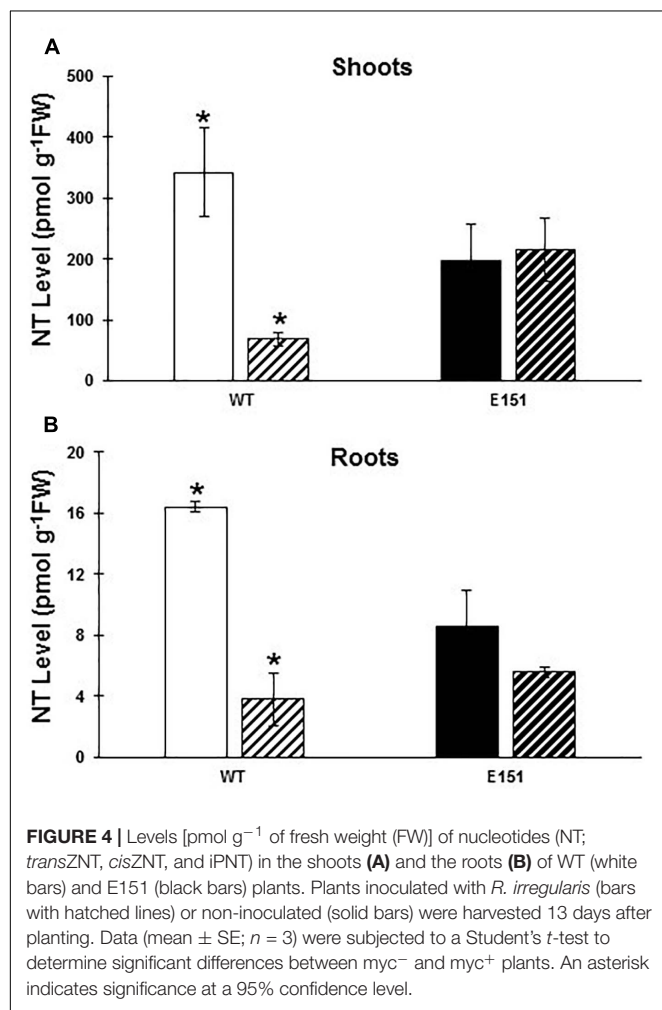 A
Shoots
NT Level (pmol g⁻¹FW)
500
400
300
200
100
0
*
*
WT
E151
B
Roots
NT Level (pmol g⁻¹FW)
20
16
12
8
4
0
*
*
WT
E151
FIGURE 4 | Levels [pmol g⁻¹ of fresh weight (FW)] of nucleotides (NT;
transZNT, cisZNT, and iPNT) in the shoots (A) and the roots (B) of WT (white
bars) and E151 (black bars) plants. Plants inoculated with R. irregularis (bars
with hatched lines) or non-inoculated (solid bars) were harvested 13 days after
planting. Data (mean ± SE; n = 3) were subjected to a Student's t-test to
determine significant differences between myc⁻ and myc⁺ plants. An asterisk
indicates significance at a 95% confidence level.